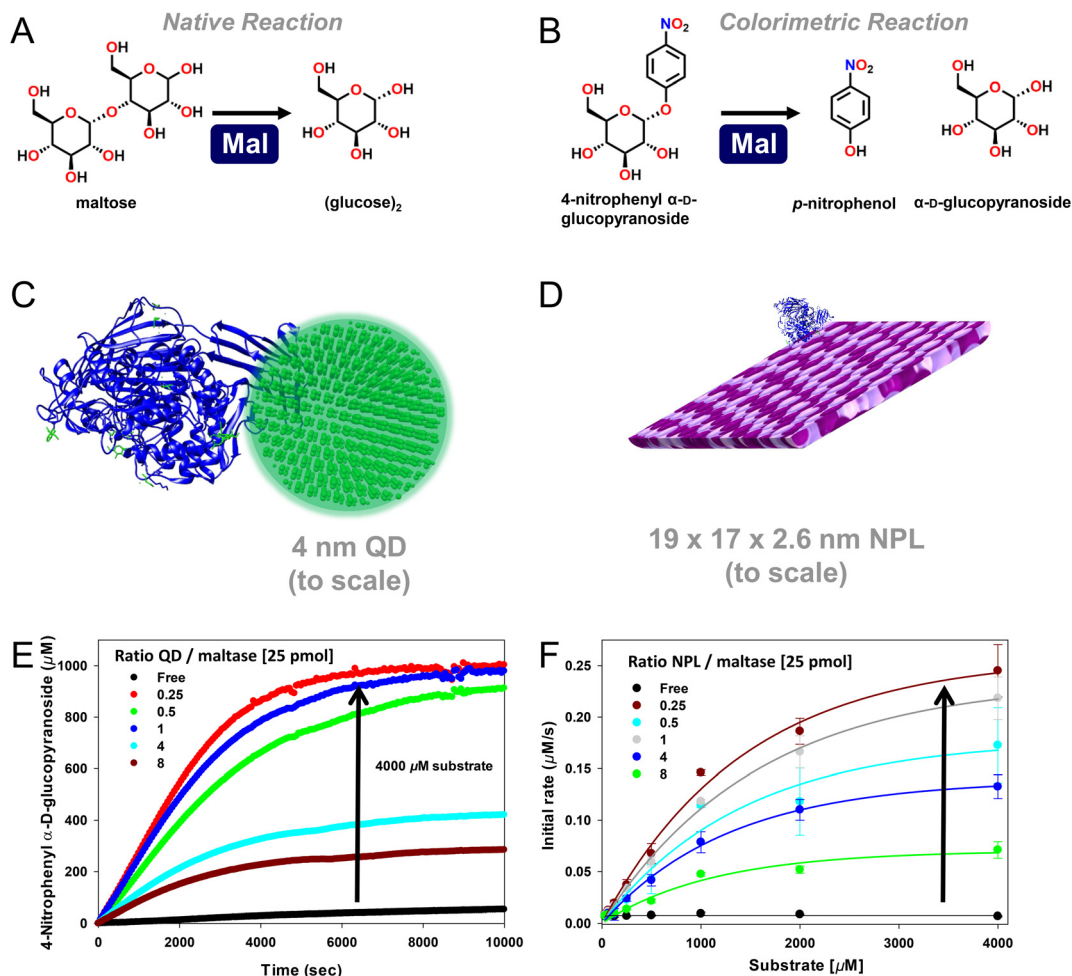 A
Native Reaction
OH
HO
O
OH
HO
O
O
OH
OH
HO
OH
OH
Mal
HO
O
OH
HO
OH
OH
maltose
(glucose)2
B
Colorimetric Reaction
NO2
HO
O
O
HO
OH
OH
Mal
NO2
OH
HO
O
OH
HO
OH
OH
4-nitrophenyl α-D-
glucopyranoside
p-nitrophenol
α-D-glucopyranoside
C
4 nm QD
(to scale)
D
19 x 17 x 2.6 nm NPL
(to scale)
E
4-Nitrophenyl α-D-glucopyranoside (µM)
Ratio QD / maltase [25 pmol]
Free
0.25
0.5
1
4
8
4000 µM substrate
1000
800
600
400
200
0
0
2000
4000
6000
8000
10000
Time (sec)
F
Initial rate (µM/s)
Ratio NPL / maltase [25 pmol]
Free
0.25
0.5
1
4
8
0.25
0.20
0.15
0.10
0.05
0.00
0
1000
2000
3000
4000
Substrate [µM]